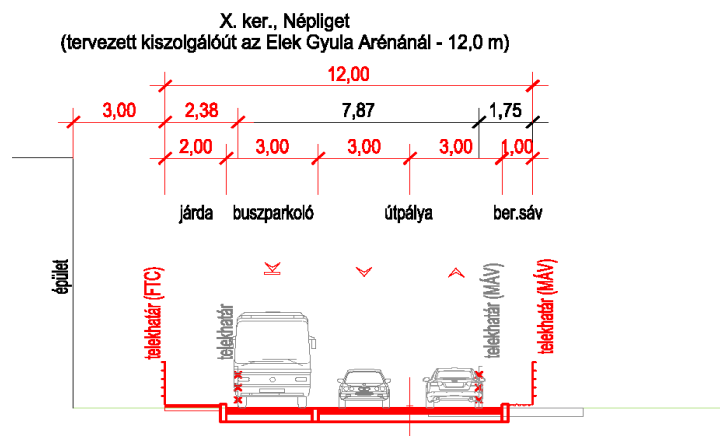 X. ker., Népliget
(tervezett kiszolgálóút az Elek Gyula Arénánál - 12,0 m)
12,00
3,00 2,38 7,87 1,75
2,00 3,00 3,00 3,00 1,00
járda buszparkoló útpálya ber.sáv
épület
telekhatár (FTC)
telekhatár
telekhatár (MÁV)
telekhatár (MÁV)